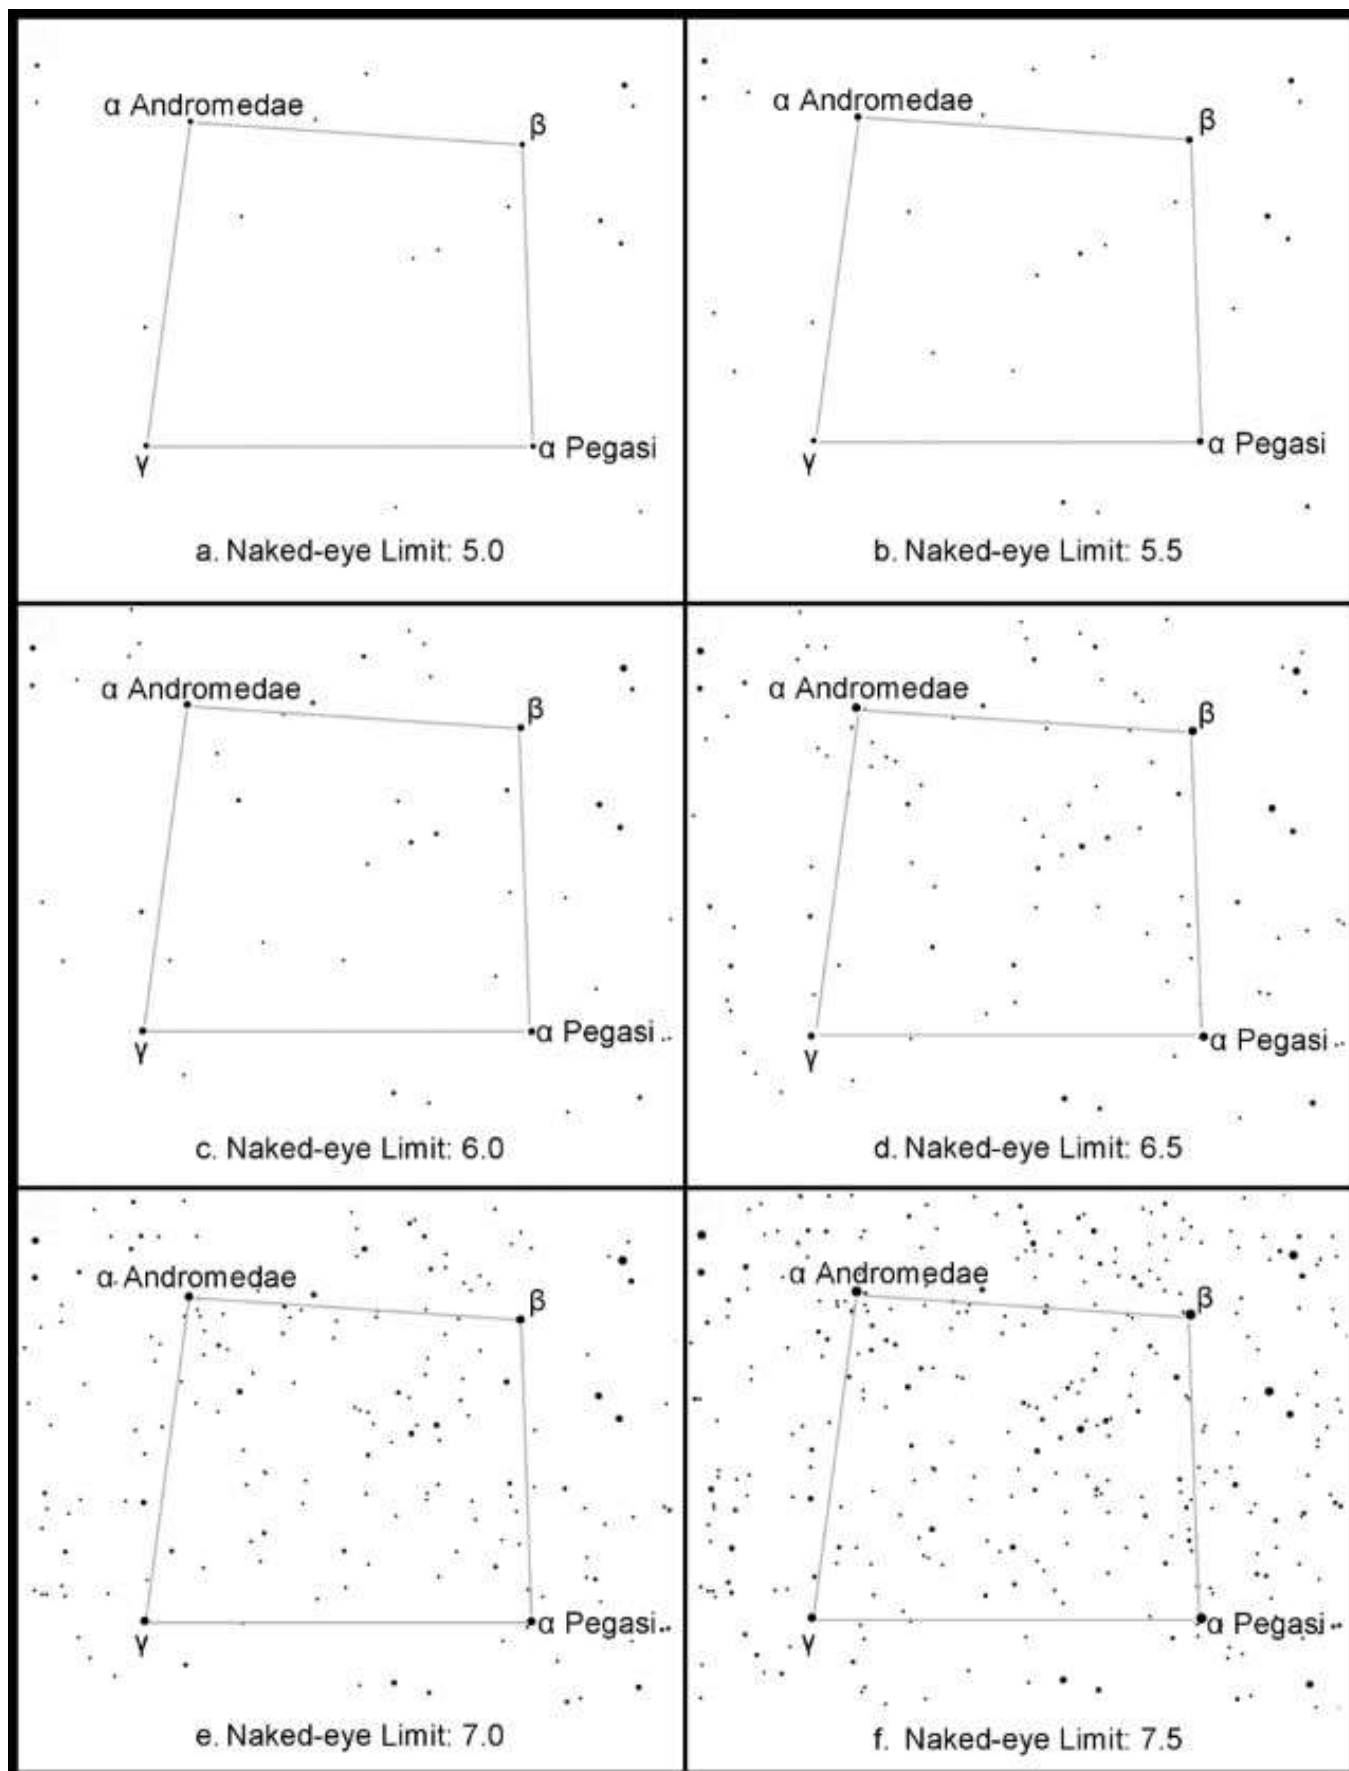 α Andromedae
β
γ
α Pegasi
a. Naked-eye Limit: 5.0
α Andromedae
β
γ
α Pegasi
b. Naked-eye Limit: 5.5
α Andromedae
β
γ
α Pegasi
c. Naked-eye Limit: 6.0
α Andromedae
β
γ
α Pegasi
d. Naked-eye Limit: 6.5
α Andromedae
β
γ
α Pegasi
e. Naked-eye Limit: 7.0
α Andromedae
β
γ
α Pegasi
f. Naked-eye Limit: 7.5